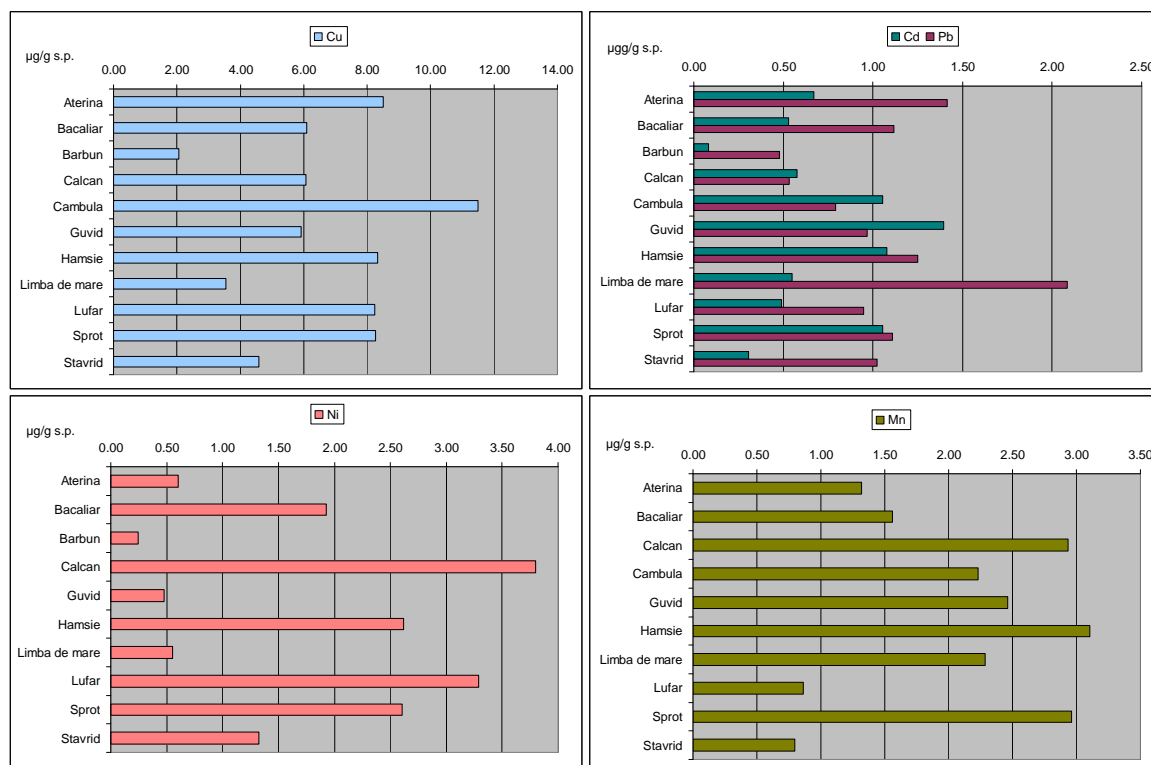 Cu
µg/g s.p.
0.00 2.00 4.00 6.00 8.00 10.00 12.00 14.00
Aterina
Bacaliar
Barbun
Calcan
Cambula
Guvid
Hamsie
Limba de mare
Lufar
Sprot
Stavrid
Cd Pb
µgg/g s.p.
0.00 0.50 1.00 1.50 2.00 2.50
Aterina
Bacaliar
Barbun
Calcan
Cambula
Guvid
Hamsie
Limba de mare
Lufar
Sprot
Stavrid
Ni
µg/g s.p.
0.00 0.50 1.00 1.50 2.00 2.50 3.00 3.50 4.00
Aterina
Bacaliar
Barbun
Calcan
Guvid
Hamsie
Limba de mare
Lufar
Sprot
Stavrid
Mn
µg/g s.p.
0.00 0.50 1.00 1.50 2.00 2.50 3.00 3.50
Aterina
Bacaliar
Calcan
Cambula
Guvid
Hamsie
Limba de mare
Lufar
Sprot
Stavrid